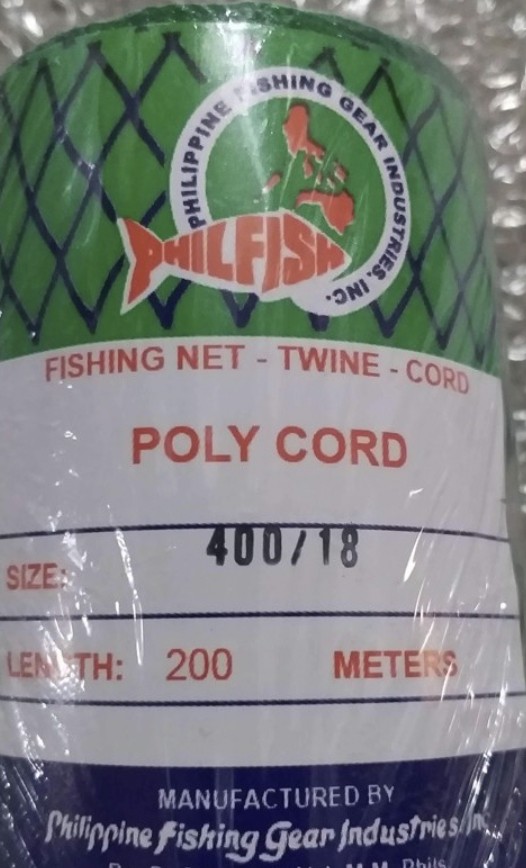 PHILIPPINE FISHING GEAR INDUSTRIES, INC.
PHILFISH
FISHING NET - TWINE - CORD
POLY CORD
SIZE: 400/18
LENGTH: 200 METERS
MANUFACTURED BY
Philippine Fishing Gear Industries, Inc
M.M. Phils